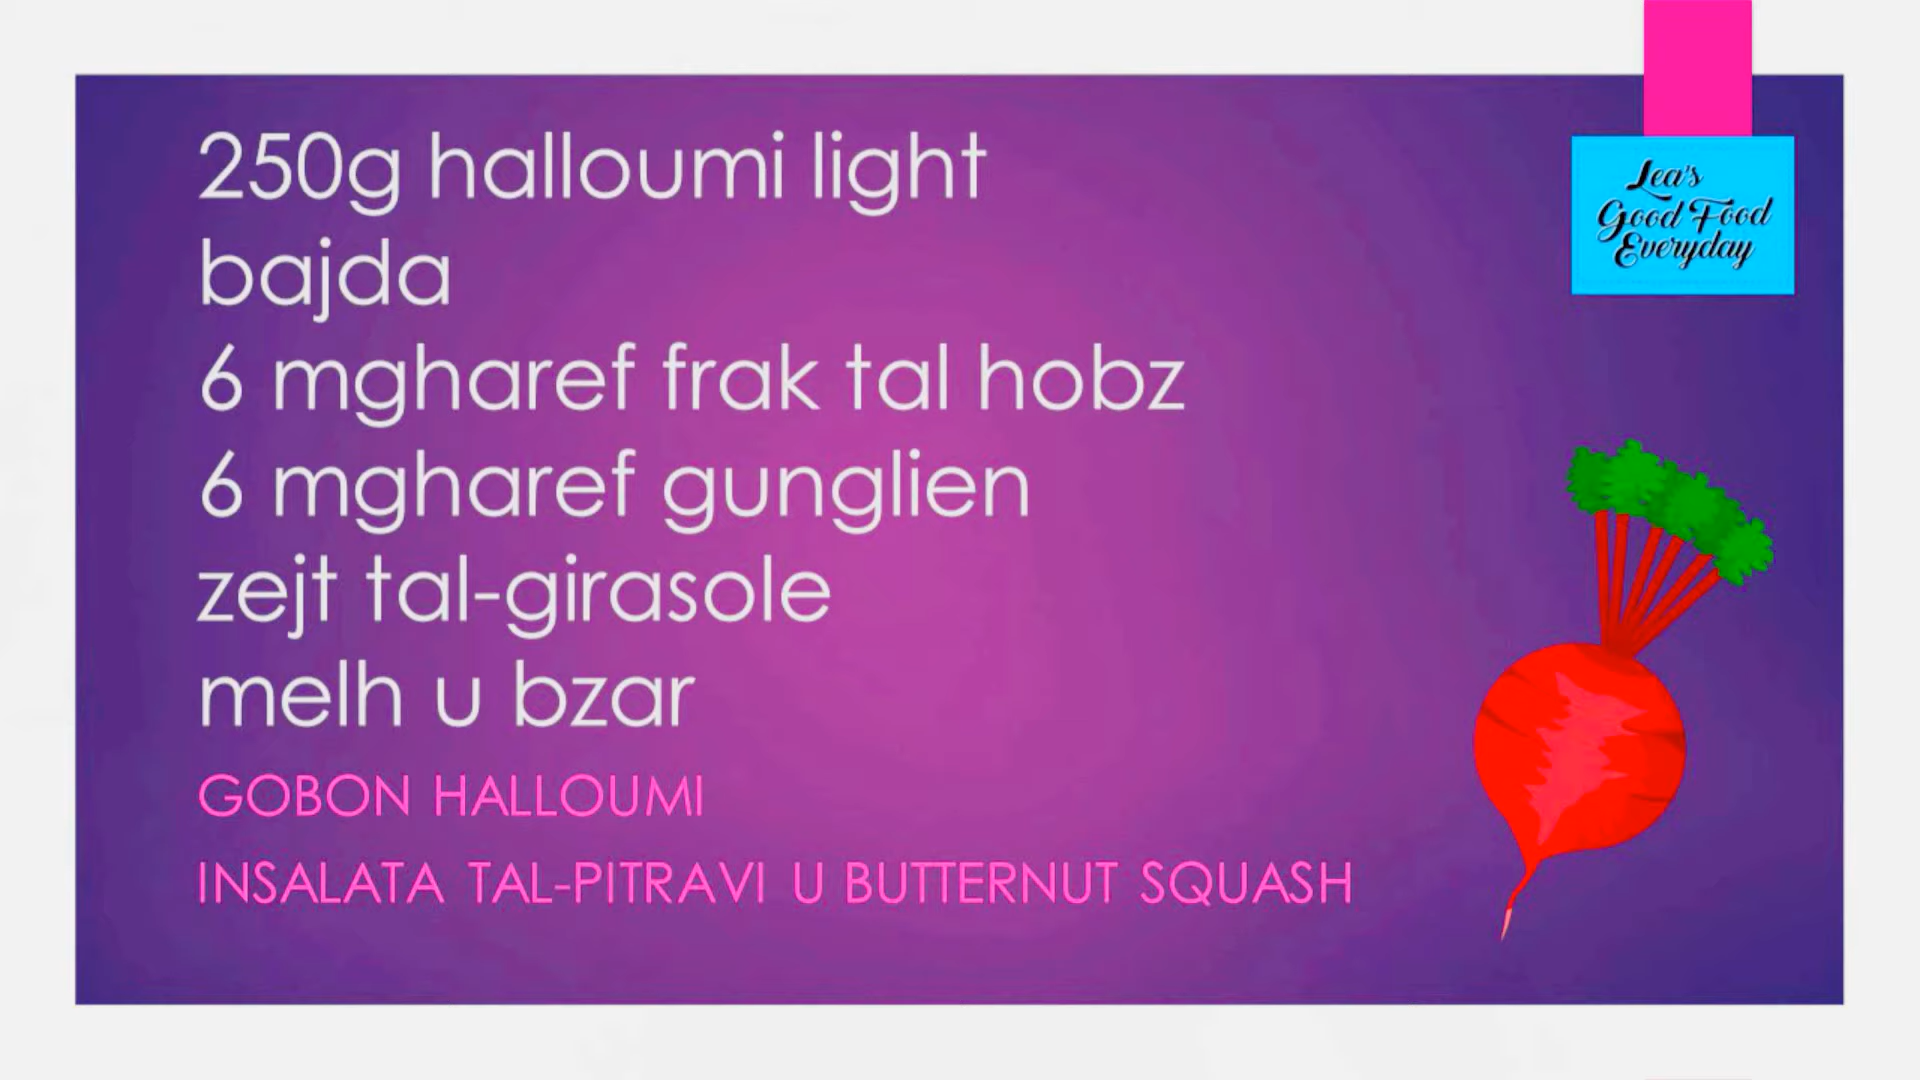 250g halloumi light
bajda
6 mgharef frak tal hobz
6 mgharef gunglien
zejt tal-girasole
melh u bzar
GOBON HALLOUMI
INSALATA TAL-PITRAVI U BUTTERNUT SQUASH
Lea's
Good Food
Everyday